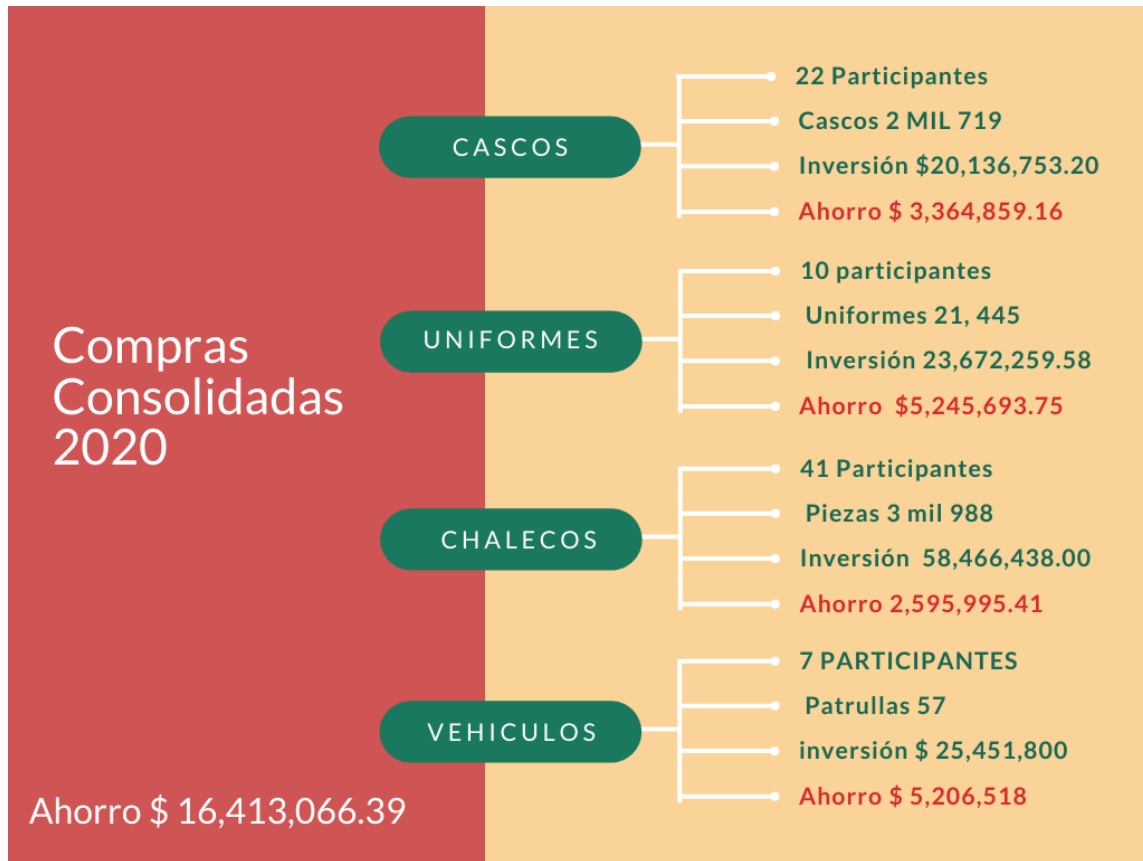 Compras
Consolidadas
2020
CASCOS
22 Participantes
Cascos 2 MIL 719
Inversión $20,136,753.20
Ahorro $ 3,364,859.16
UNIFORMES
10 participantes
Uniformes 21, 445
Inversión 23,672,259.58
Ahorro $5,245,693.75
CHALECOS
41 Participantes
Piezas 3 mil 988
Inversión 58,466,438.00
Ahorro 2,595,995.41
VEHICULOS
7 PARTICIPANTES
Patrullas 57
inversión $ 25,451,800
Ahorro $ 5,206,518
Ahorro $ 16,413,066.39